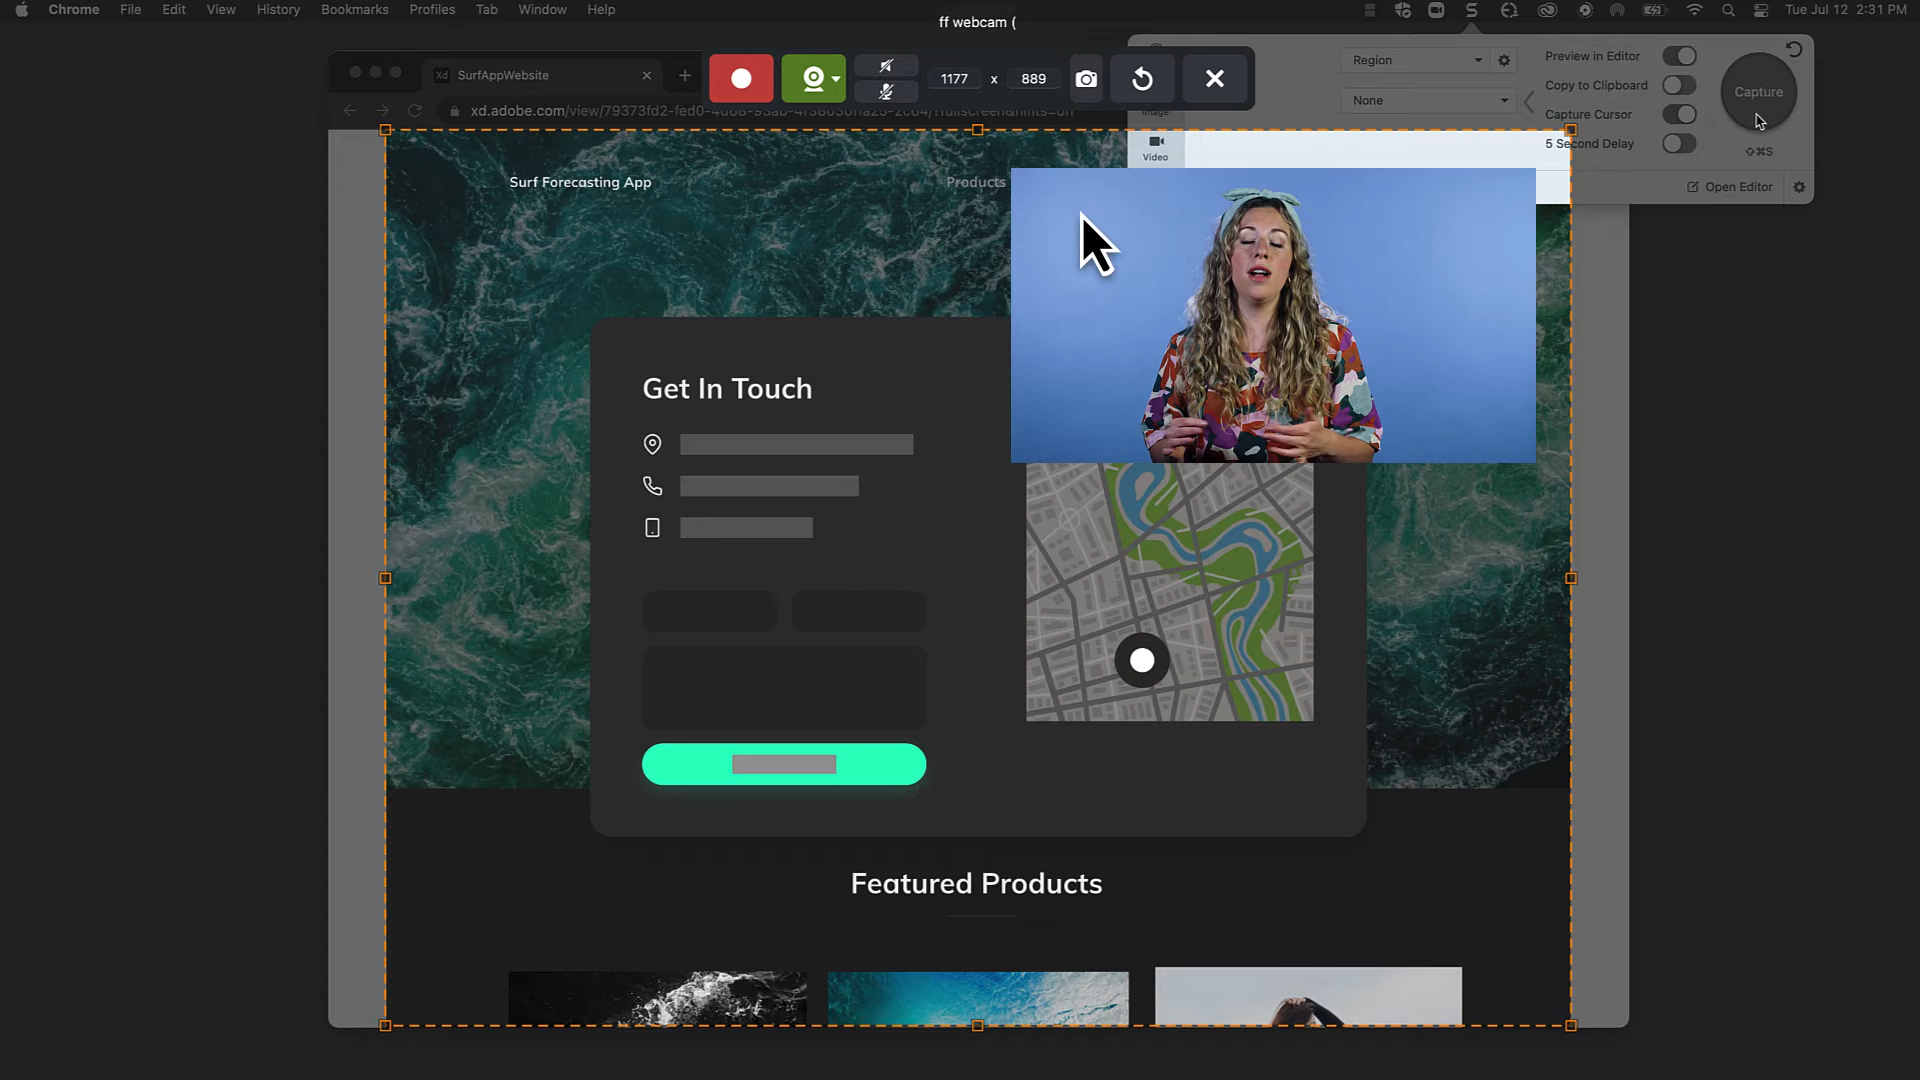 Chrome File Edit View History Bookmarks Profiles Tab Window Help
Tue Jul 12 2:31 PM
ff webcam (
Xd SurfAppWebsite
1177 x 889
Region
None
Preview in Editor
Copy to Clipboard
Capture Cursor
5 Second Delay
Capture
⇧⌘S
Image
Video
Open Editor
Surf Forecasting App
Products
Get In Touch
Featured Products